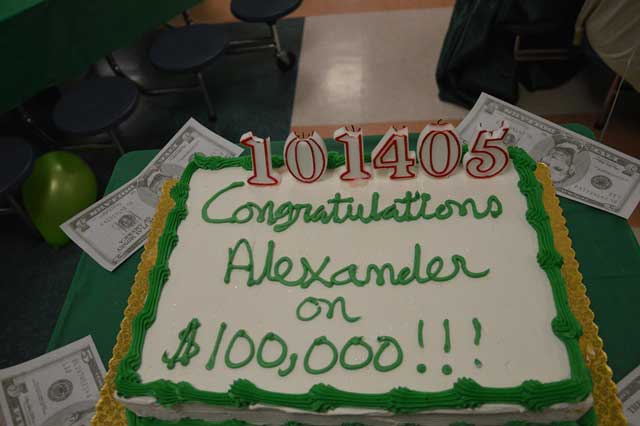 101405
Congratulations
Alexander
on
$100,000!!!